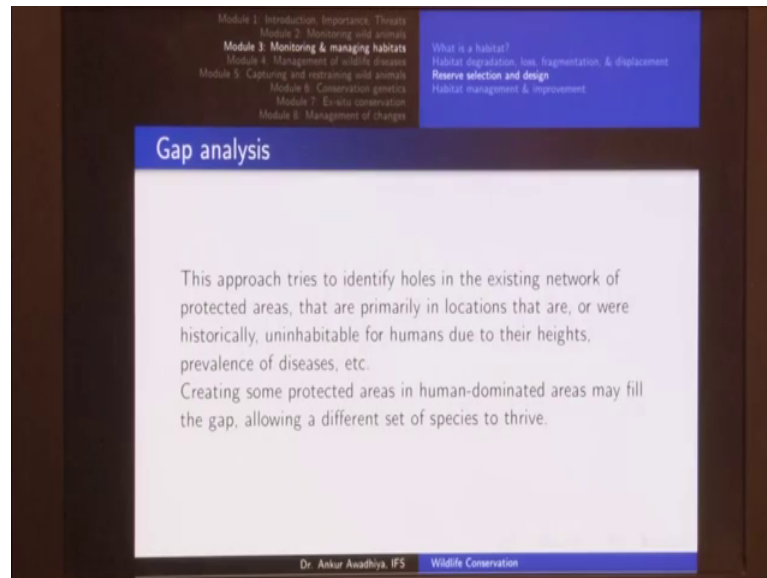 Module 1: Introduction, Importance, Threats
Module 2: Monitoring wild animals
Module 3: Monitoring & managing habitats
Module 4: Management of wildlife diseases
Module 5: Capturing and restraining wild animals
Module 6: Conservation genetics
Module 7: Ex-situ conservation
Module 8: Management of changes
What is a habitat?
Habitat degradation, loss, fragmentation, & displacement
Reserve selection and design
Habitat management & improvement
Gap analysis
This approach tries to identify holes in the existing network of
protected areas, that are primarily in locations that are, or were
historically, uninhabitable for humans due to their heights,
prevalence of diseases, etc.
Creating some protected areas in human-dominated areas may fill
the gap, allowing a different set of species to thrive.
Dr. Ankur Awadhiya, IFS
Wildlife Conservation